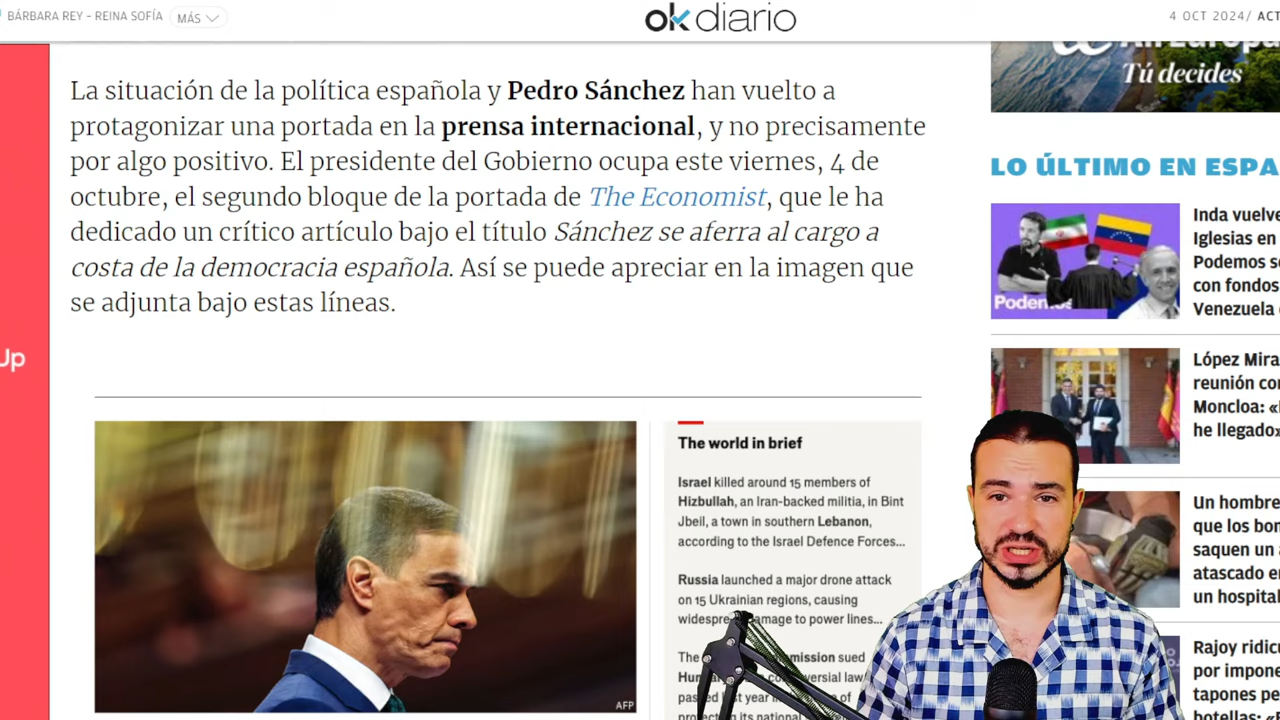 BÁRBARA REY - REINA SOFÍA
MÁS
okdiario
4 OCT 2024/
Tú decides
La situación de la política española y Pedro Sánchez han vuelto a
protagonizar una portada en la prensa internacional, y no precisamente
por algo positivo. El presidente del Gobierno ocupa este viernes, 4 de
octubre, el segundo bloque de la portada de The Economist, que le ha
dedicado un crítico artículo bajo el título Sánchez se aferra al cargo a
costa de la democracia española. Así se puede apreciar en la imagen que
se adjunta bajo estas líneas.
Up
AFP
The world in brief
Israel killed around 15 members of
Hizbullah, an Iran-backed militia, in Bint
Jbeil, a town in southern Lebanon,
according to the Israel Defence Forces...
Russia launched a major drone attack
on 15 Ukrainian regions, causing
damage to power lines...
The
sued
law
year
of
its national
LO ÚLTIMO EN
Inda vuelve
Iglesias en
Podemos
con fondos
Venezuela
López
reunión
Moncloa:
he llegado»
Un hombre
que los
saquen un
atascado
un hospital
Rajoy
por
tapones
botellas: